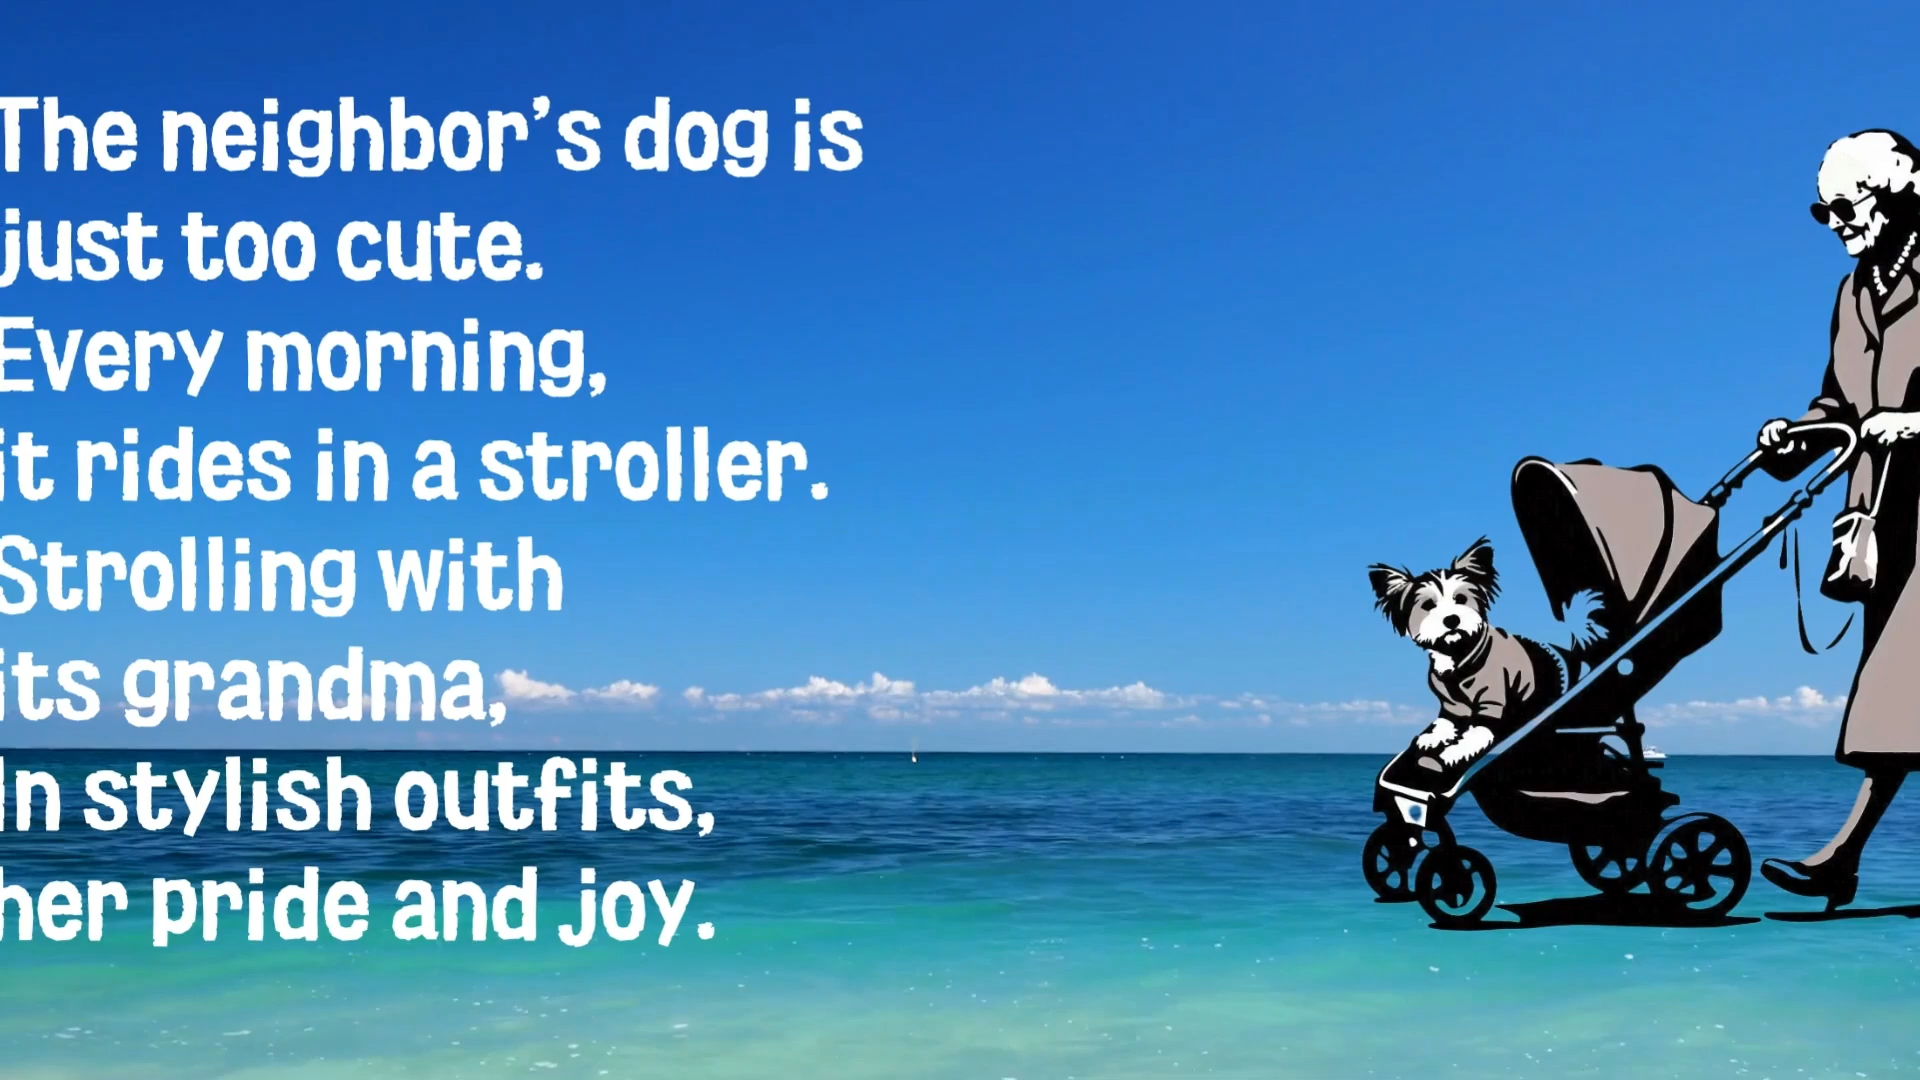 The neighbor’s dog is
just too cute.
Every morning,
it rides in a stroller.
Strolling with
its grandma,
In stylish outfits,
her pride and joy.